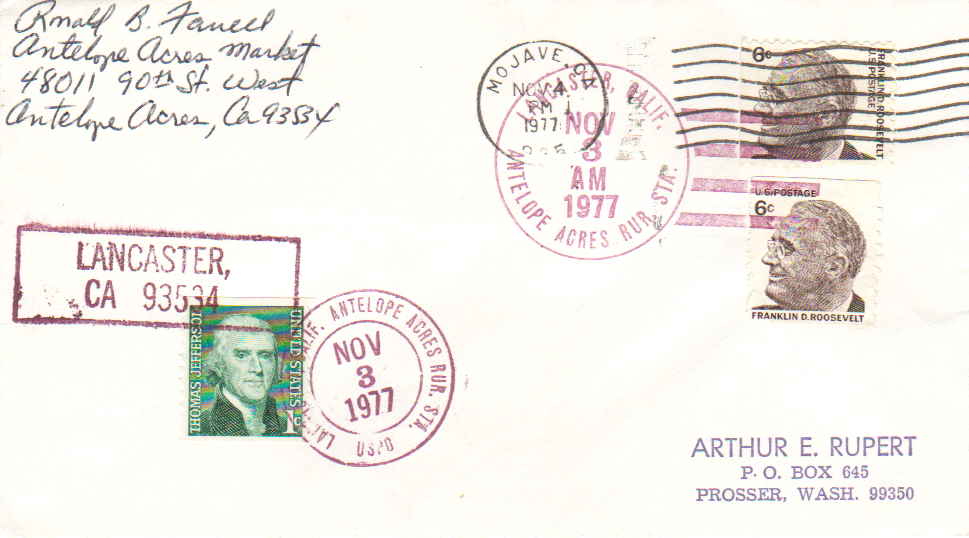 Ronald B. Farrell
Antelope Acres Market
48011 90th St. West
Antelope Acres, Ca 93534
MOJAVE, CA
NOV 4
PM
1977
LANCASTER, CALIF.
NOV
3
AM
1977
ANTELOPE ACRES RUR. STA.
6c
FRANKLIN D. ROOSEVELT
U.S. POSTAGE
U.S. POSTAGE
6c
FRANKLIN D. ROOSEVELT
LANCASTER,
CA 93534
THOMAS JEFFERSON
UNITED STATES
1c
CALIF. ANTELOPE ACRES RUR. STA.
NOV
3
1977
USPO
ARTHUR E. RUPERT
P. O. BOX 645
PROSSER, WASH. 99350